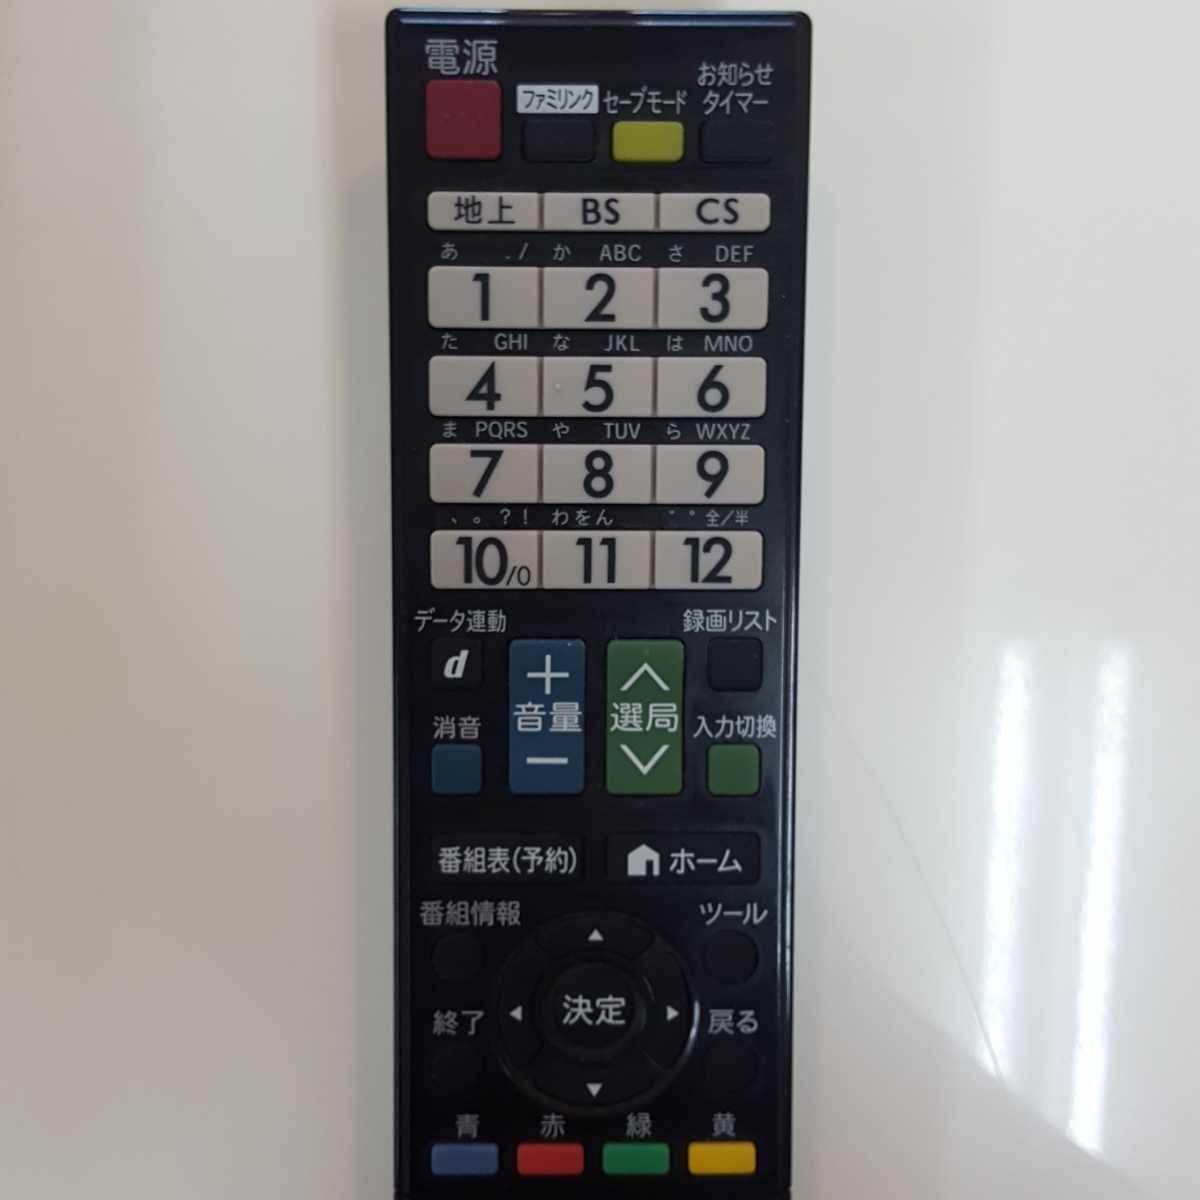 電源
ファミリンク セーブモード お知らせ
タイマー
地上 BS CS
あ ./ か ABC さ DEF
1 2 3
た GHI な JKL は MNO
4 5 6
ま PQRS や TUV ら WXYZ
7 8 9
、。?! わをん ゛゜全/半
10/0 11 12
データ連動 録画リスト
d + ∧
音量 選局
消音 入力切換
− ∨
番組表(予約) ホーム
番組情報 ツール
決定
終了 戻る
青 赤 緑 黄